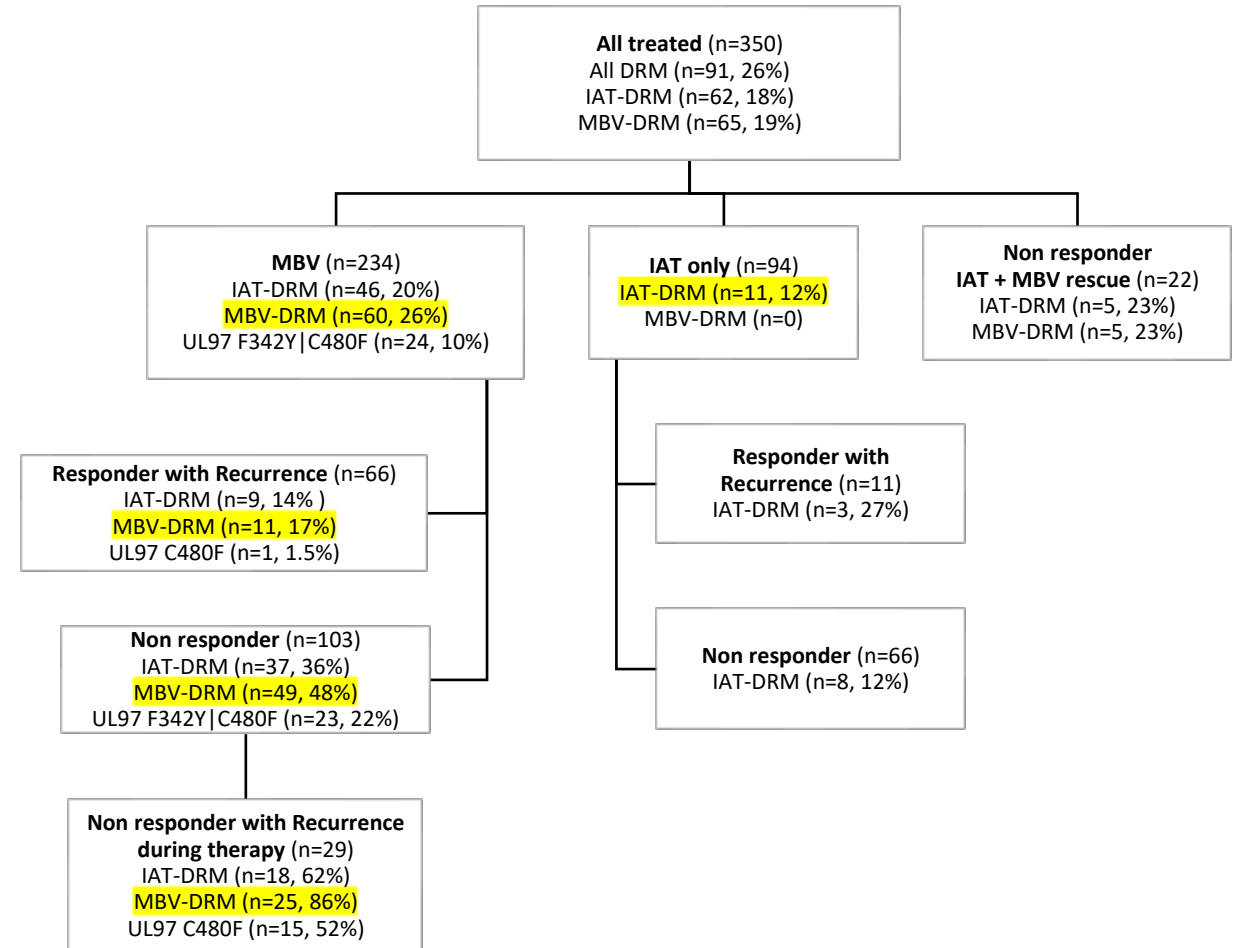 All treated (n=350)
All DRM (n=91, 26%)
IAT-DRM (n=62, 18%)
MBV-DRM (n=65, 19%)
MBV (n=234)
IAT-DRM (n=46, 20%)
MBV-DRM (n=60, 26%)
UL97 F342Y|C480F (n=24, 10%)
IAT only (n=94)
IAT-DRM (n=11, 12%)
MBV-DRM (n=0)
Non responder
IAT + MBV rescue (n=22)
IAT-DRM (n=5, 23%)
MBV-DRM (n=5, 23%)
Responder with Recurrence (n=66)
IAT-DRM (n=9, 14% )
MBV-DRM (n=11, 17%)
UL97 C480F (n=1, 1.5%)
Responder with
Recurrence (n=11)
IAT-DRM (n=3, 27%)
Non responder (n=103)
IAT-DRM (n=37, 36%)
MBV-DRM (n=49, 48%)
UL97 F342Y|C480F (n=23, 22%)
Non responder (n=66)
IAT-DRM (n=8, 12%)
Non responder with Recurrence
during therapy (n=29)
IAT-DRM (n=18, 62%)
MBV-DRM (n=25, 86%)
UL97 C480F (n=15, 52%)